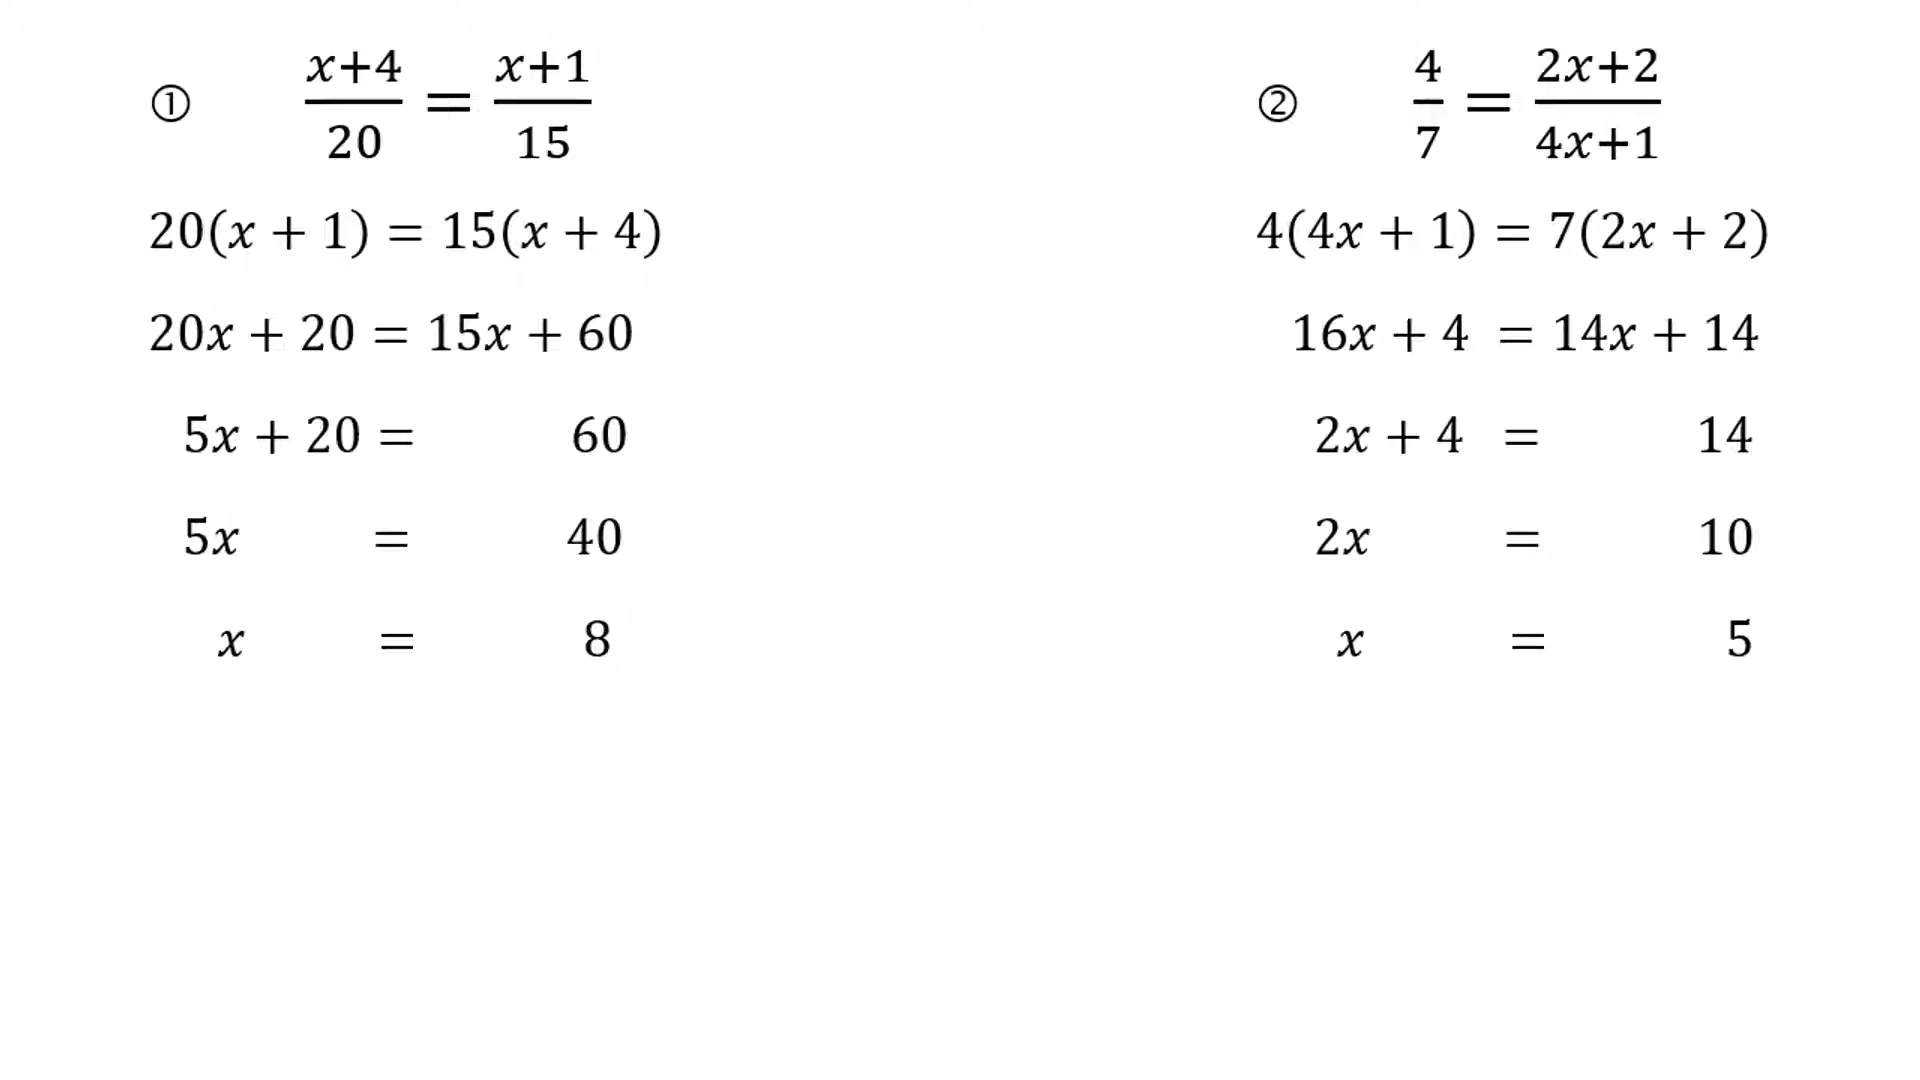 ① x+4/20 = x+1/15
20(x + 1) = 15(x + 4)
20x + 20 = 15x + 60
5x + 20 = 60
5x = 40
x = 8
② 4/7 = 2x+2/4x+1
4(4x + 1) = 7(2x + 2)
16x + 4 = 14x + 14
2x + 4 = 14
2x = 10
x = 5